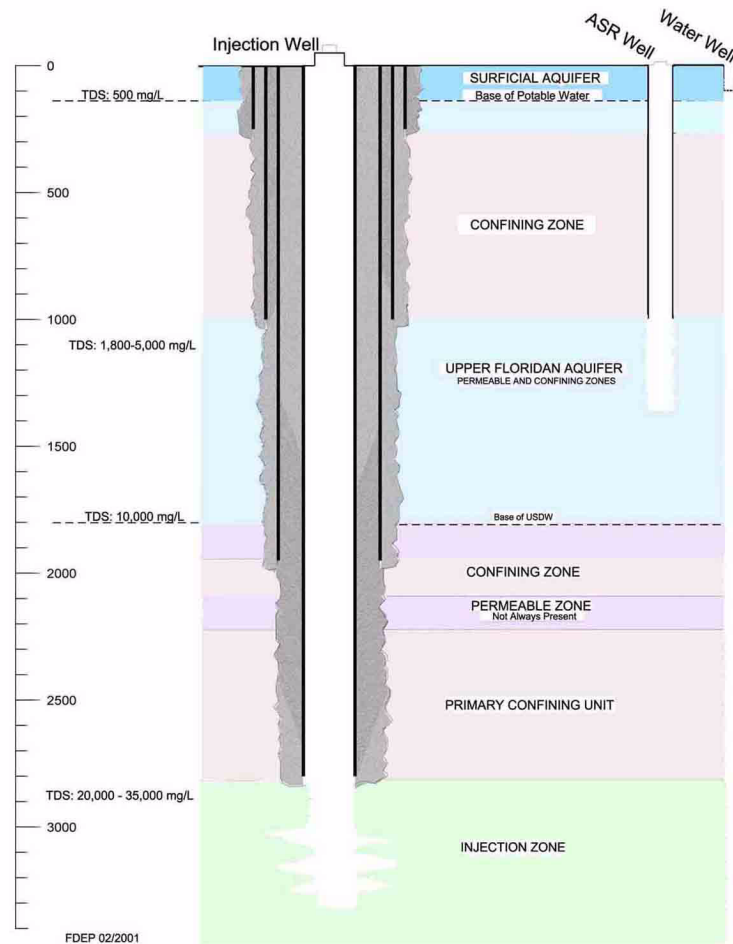 Injection Well
ASR Well
Water Well
0
SURFICIAL AQUIFER
TDS: 500 mg/L
Base of Potable Water
500
CONFINING ZONE
1000
TDS: 1,800-5,000 mg/L
UPPER FLORIDAN AQUIFER
PERMEABLE AND CONFINING ZONES
1500
TDS: 10,000 mg/L
Base of USDW
2000
CONFINING ZONE
PERMEABLE ZONE
Not Always Present
2500
PRIMARY CONFINING UNIT
TDS: 20,000 - 35,000 mg/L
3000
INJECTION ZONE
FDEP 02/2001